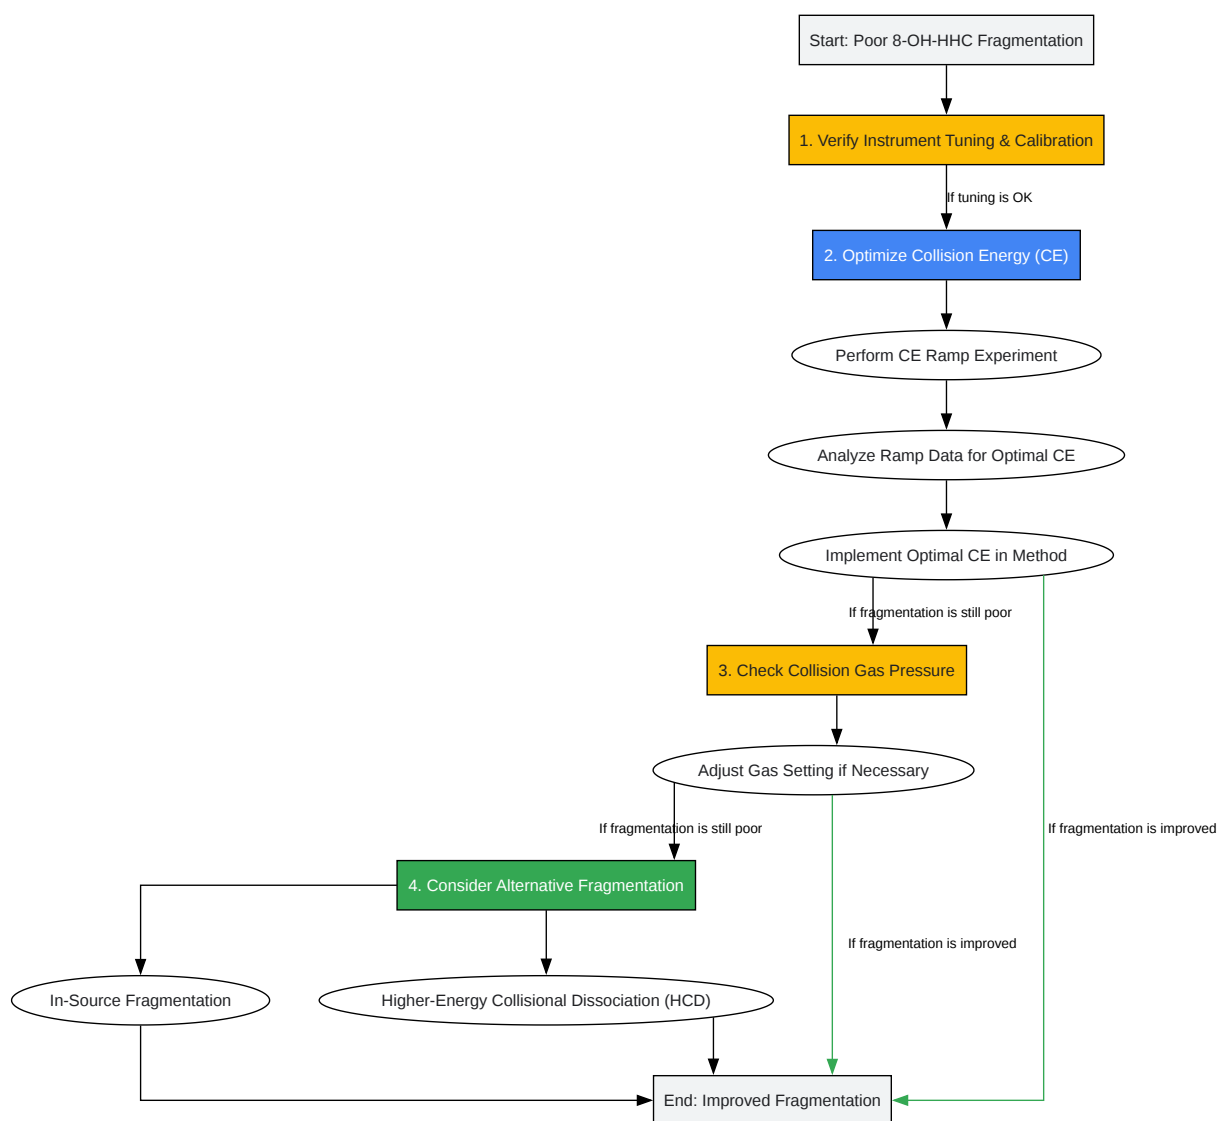 Start: Poor 8-OH-HHC Fragmentation
1. Verify Instrument Tuning & Calibration
If tuning is OK
2. Optimize Collision Energy (CE)
Perform CE Ramp Experiment
Analyze Ramp Data for Optimal CE
Implement Optimal CE in Method
If fragmentation is still poor
3. Check Collision Gas Pressure
Adjust Gas Setting if Necessary
If fragmentation is still poor
If fragmentation is improved
4. Consider Alternative Fragmentation
If fragmentation is improved
In-Source Fragmentation
Higher-Energy Collisional Dissociation (HCD)
End: Improved Fragmentation